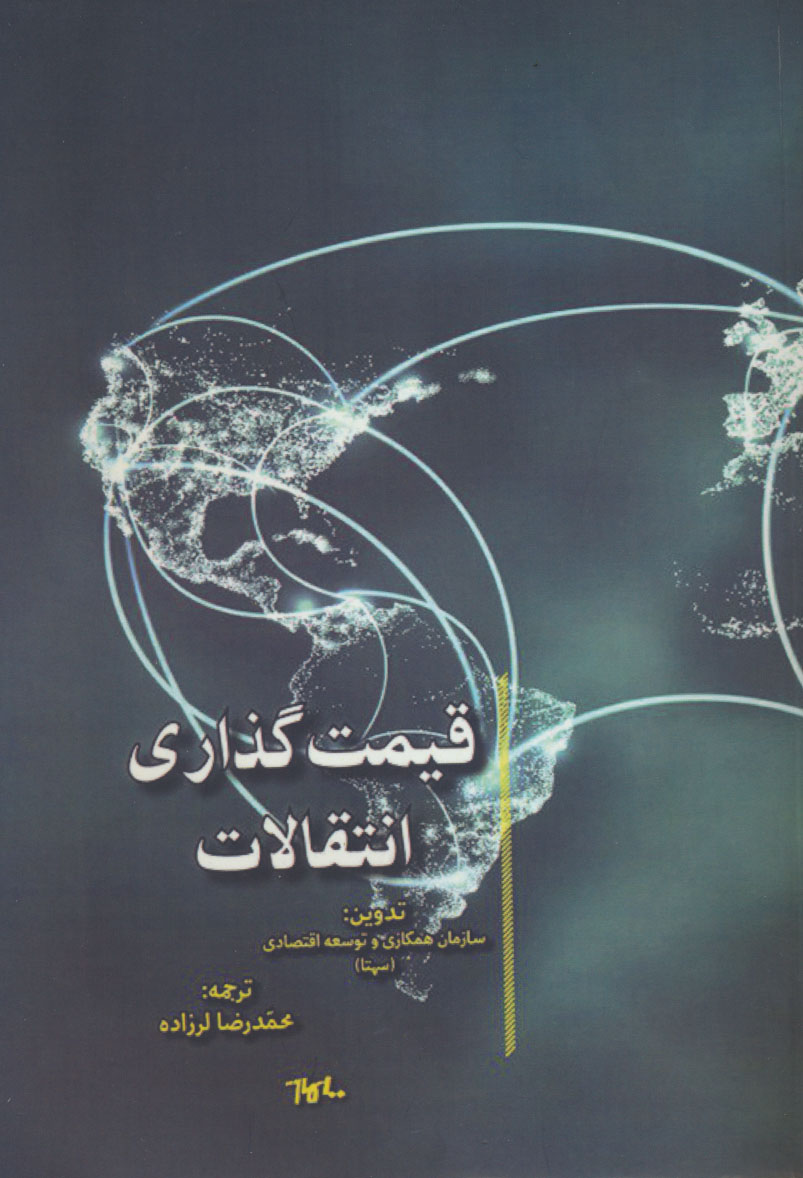 قیمت گذاری
انتقالات
تدوین:
سازمان همکاری و توسعه اقتصادی
(سهتا)
ترجمه:
محمّدرضا لرزاده